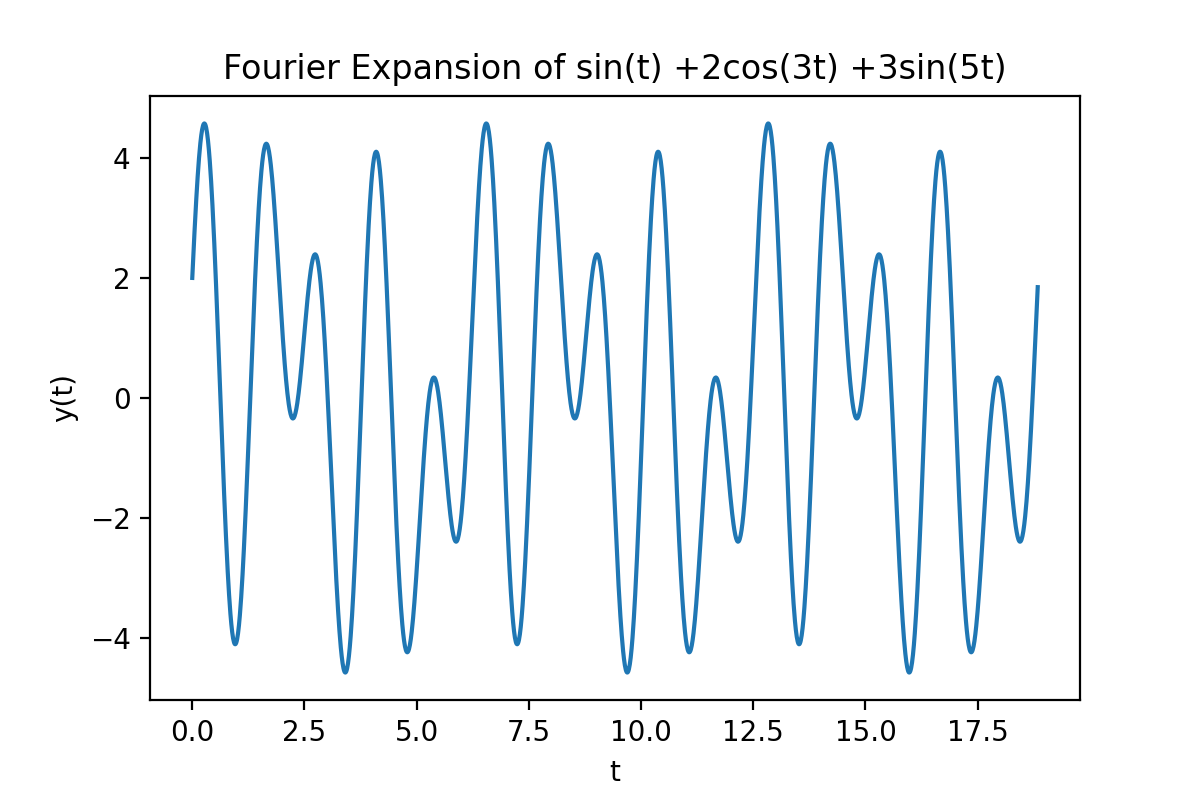 Fourier Expansion of sin(t) +2cos(3t) +3sin(5t)
4
2
0
−2
−4
y(t)
0.0 2.5 5.0 7.5 10.0 12.5 15.0 17.5
t